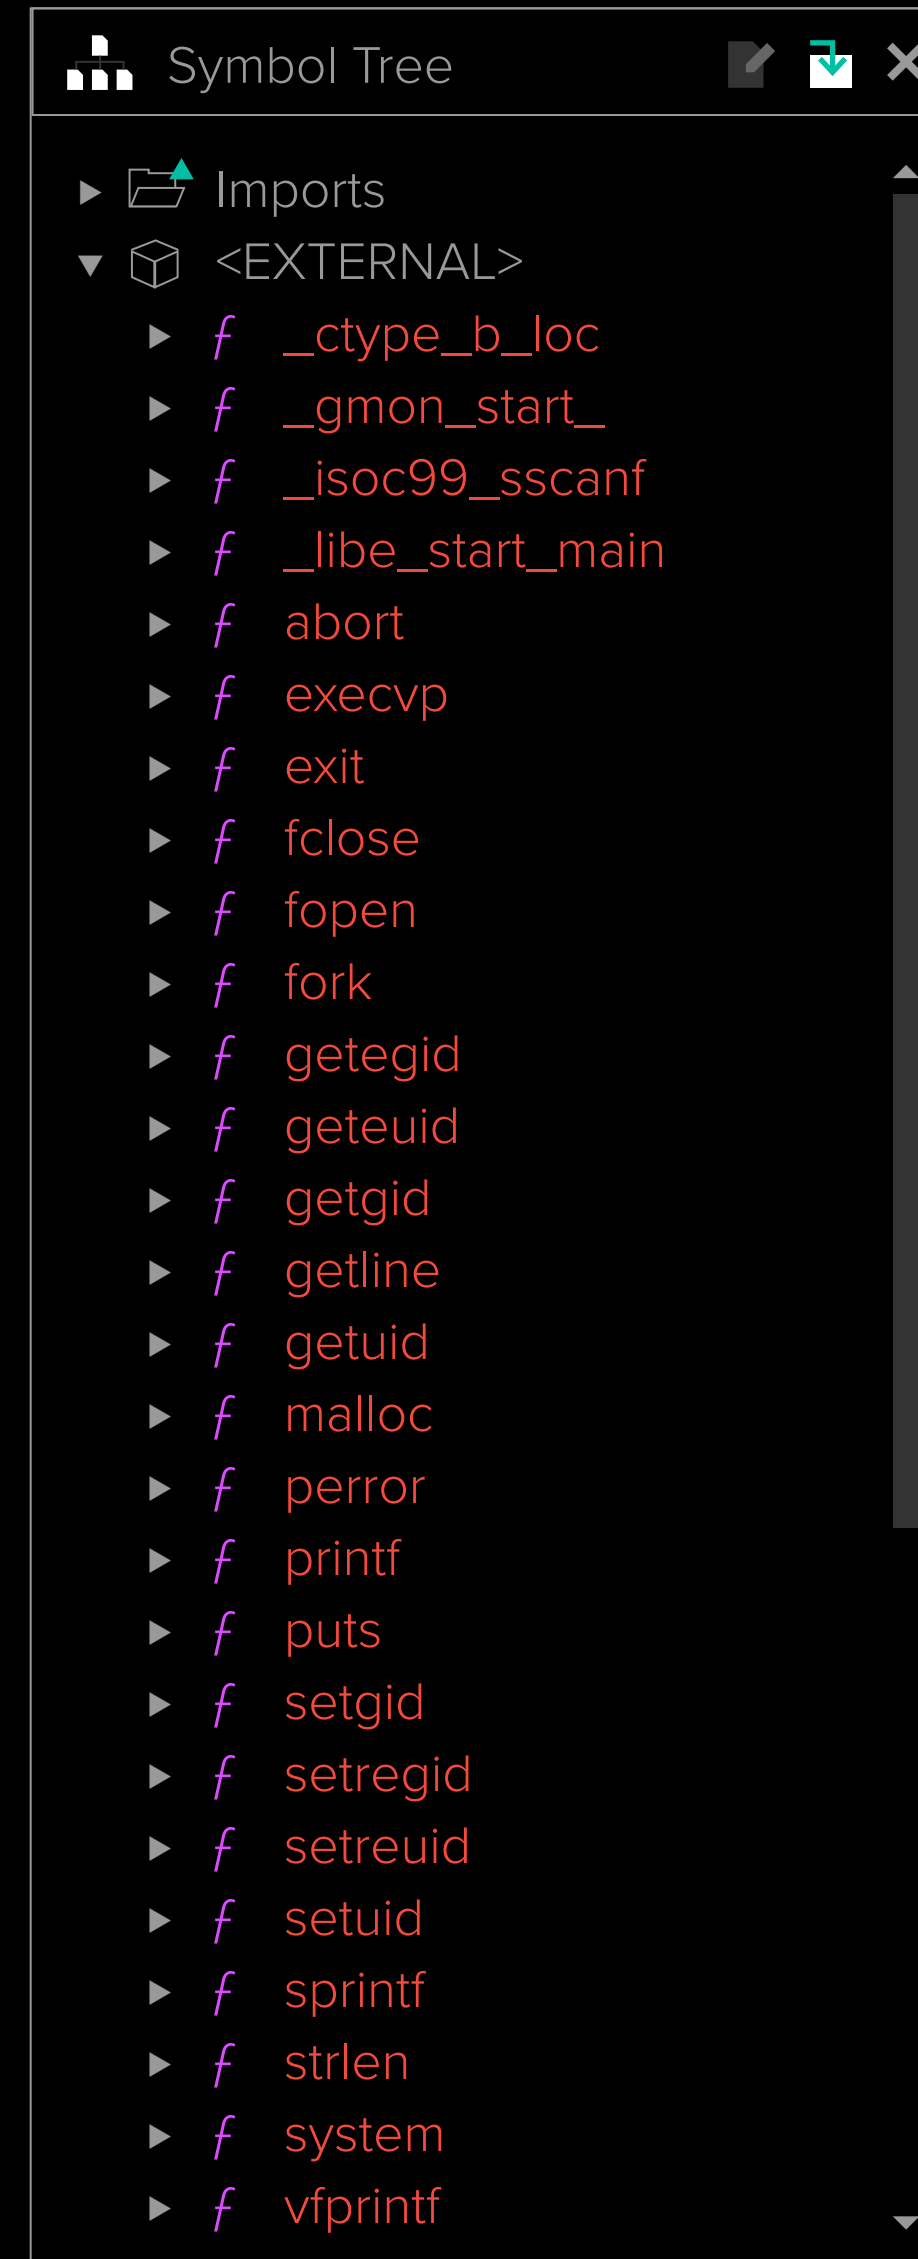 Symbol Tree
Imports
<EXTERNAL>
f _ctype_b_loc
f _gmon_start_
f _isoc99_sscanf
f _libe_start_main
f abort
f execvp
f exit
f fclose
f fopen
f fork
f getegid
f geteuid
f getgid
f getline
f getuid
f malloc
f perror
f printf
f puts
f setgid
f setregid
f setreuid
f setuid
f sprintf
f strlen
f system
f vfprintf